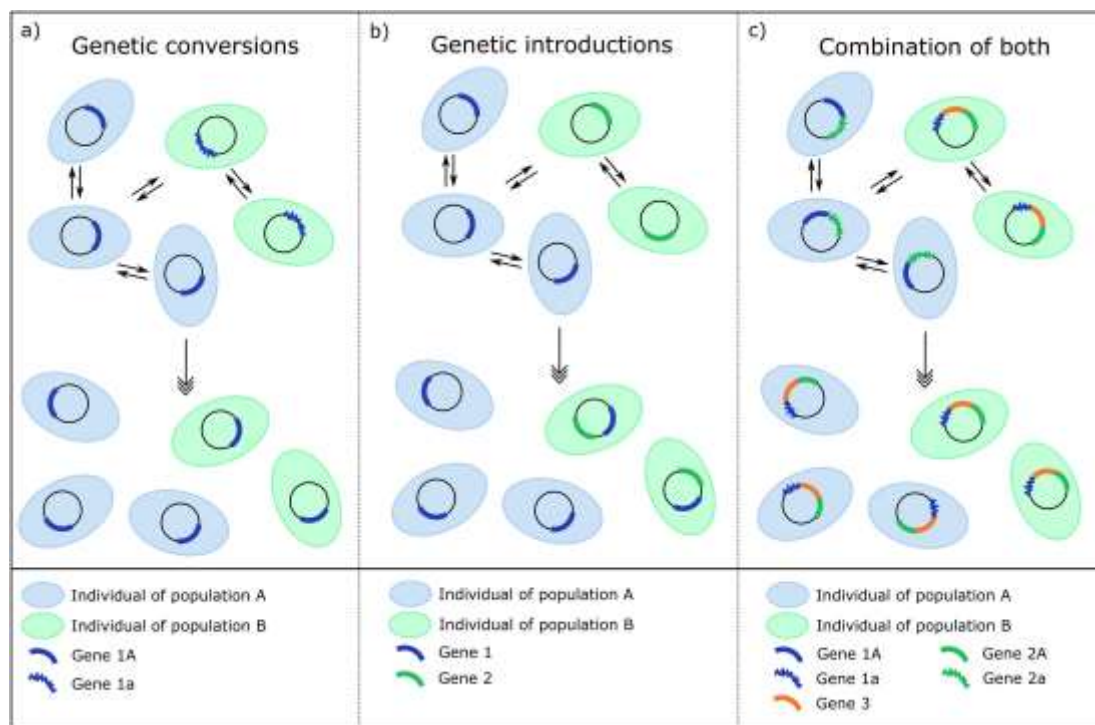 a)
Genetic conversions
b)
Genetic introductions
c)
Combination of both
Individual of population A
Individual of population B
Gene 1A
Gene 1a
Individual of population A
Individual of population B
Gene 1
Gene 2
Individual of population A
Individual of population B
Gene 1A
Gene 2A
Gene 1a
Gene 2a
Gene 3